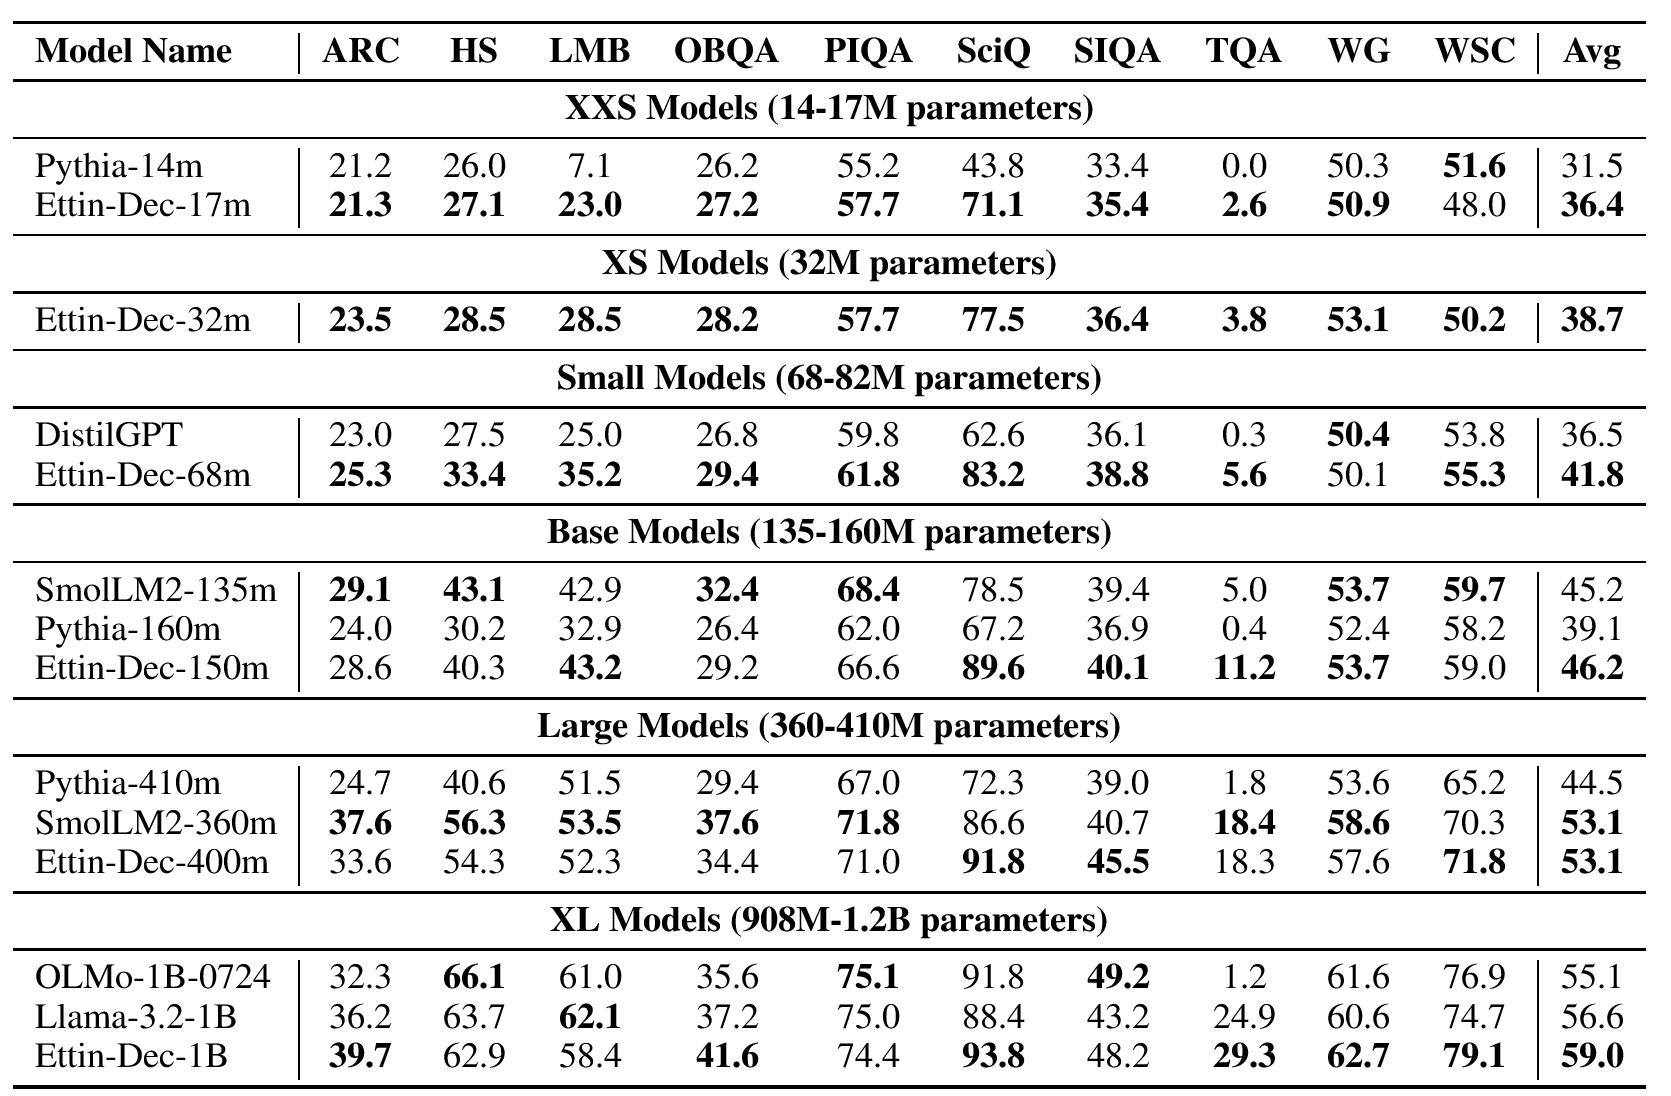 Model Name ARC HS LMB OBQA PIQA SciQ SIQA TQA WG WSC Avg
XXS Models (14-17M parameters)
Pythia-14m 21.2 26.0 7.1 26.2 55.2 43.8 33.4 0.0 50.3 51.6 31.5
Ettin-Dec-17m 21.3 27.1 23.0 27.2 57.7 71.1 35.4 2.6 50.9 48.0 36.4
XS Models (32M parameters)
Ettin-Dec-32m 23.5 28.5 28.5 28.2 57.7 77.5 36.4 3.8 53.1 50.2 38.7
Small Models (68-82M parameters)
DistilGPT 23.0 27.5 25.0 26.8 59.8 62.6 36.1 0.3 50.4 53.8 36.5
Ettin-Dec-68m 25.3 33.4 35.2 29.4 61.8 83.2 38.8 5.6 50.1 55.3 41.8
Base Models (135-160M parameters)
SmolLM2-135m 29.1 43.1 42.9 32.4 68.4 78.5 39.4 5.0 53.7 59.7 45.2
Pythia-160m 24.0 30.2 32.9 26.4 62.0 67.2 36.9 0.4 52.4 58.2 39.1
Ettin-Dec-150m 28.6 40.3 43.2 29.2 66.6 89.6 40.1 11.2 53.7 59.0 46.2
Large Models (360-410M parameters)
Pythia-410m 24.7 40.6 51.5 29.4 67.0 72.3 39.0 1.8 53.6 65.2 44.5
SmolLM2-360m 37.6 56.3 53.5 37.6 71.8 86.6 40.7 18.4 58.6 70.3 53.1
Ettin-Dec-400m 33.6 54.3 52.3 34.4 71.0 91.8 45.5 18.3 57.6 71.8 53.1
XL Models (908M-1.2B parameters)
OLMo-1B-0724 32.3 66.1 61.0 35.6 75.1 91.8 49.2 1.2 61.6 76.9 55.1
Llama-3.2-1B 36.2 63.7 62.1 37.2 75.0 88.4 43.2 24.9 60.6 74.7 56.6
Ettin-Dec-1B 39.7 62.9 58.4 41.6 74.4 93.8 48.2 29.3 62.7 79.1 59.0